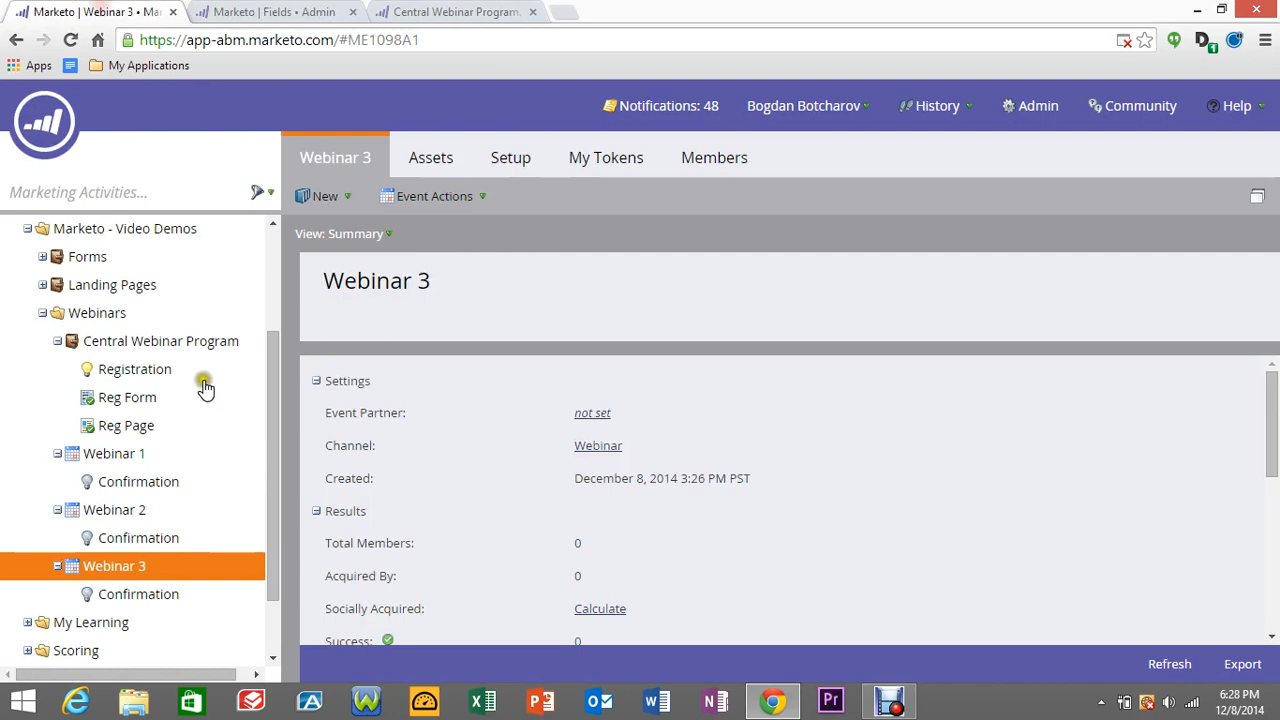 Marketo | Webinar 3 • Mar
Marketo | Fields • Admin
Central Webinar Program.
https://app-abm.marketo.com/#ME1098A1
Apps
My Applications
Notifications: 48
Bogdan Botcharov
History
Admin
Community
Help
Webinar 3
Assets
Setup
My Tokens
Members
Marketing Activities...
New
Event Actions
View: Summary
Marketo - Video Demos
Forms
Landing Pages
Webinars
Central Webinar Program
Registration
Reg Form
Reg Page
Webinar 1
Confirmation
Webinar 2
Confirmation
Webinar 3
Confirmation
My Learning
Scoring
Webinar 3
Settings
Event Partner: not set
Channel: Webinar
Created: December 8, 2014 3:26 PM PST
Results
Total Members: 0
Acquired By: 0
Socially Acquired: Calculate
Success: 0
Refresh
Export
6:28 PM
12/8/2014